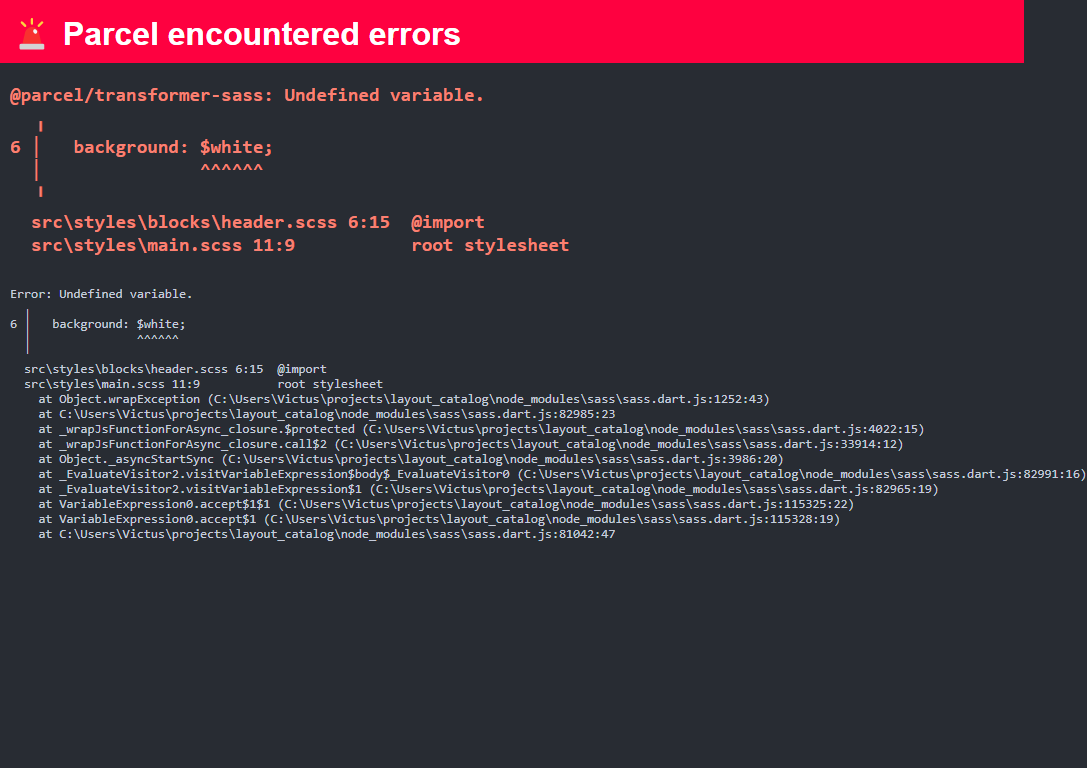 🚨 Parcel encountered errors
@parcel/transformer-sass: Undefined variable.
╷
6 │   background: $white;
│               ^^^^^^
╵
src\styles\blocks\header.scss 6:15  @import
src\styles\main.scss 11:9           root stylesheet
Error: Undefined variable.
6 │   background: $white;
│               ^^^^^^
src\styles\blocks\header.scss 6:15  @import
src\styles\main.scss 11:9           root stylesheet
at Object.wrapException (C:\Users\Victus\projects\layout_catalog\node_modules\sass\sass.dart.js:1252:43)
at C:\Users\Victus\projects\layout_catalog\node_modules\sass\sass.dart.js:82985:23
at _wrapJsFunctionForAsync_closure.$protected (C:\Users\Victus\projects\layout_catalog\node_modules\sass\sass.dart.js:4022:15)
at _wrapJsFunctionForAsync_closure.call$2 (C:\Users\Victus\projects\layout_catalog\node_modules\sass\sass.dart.js:33914:12)
at Object._asyncStartSync (C:\Users\Victus\projects\layout_catalog\node_modules\sass\sass.dart.js:3986:20)
at _EvaluateVisitor2.visitVariableExpression$body$_EvaluateVisitor0 (C:\Users\Victus\projects\layout_catalog\node_modules\sass\sass.dart.js:82991:16)
at _EvaluateVisitor2.visitVariableExpression$1 (C:\Users\Victus\projects\layout_catalog\node_modules\sass\sass.dart.js:82965:19)
at VariableExpression0.accept$1$1 (C:\Users\Victus\projects\layout_catalog\node_modules\sass\sass.dart.js:115325:22)
at VariableExpression0.accept$1 (C:\Users\Victus\projects\layout_catalog\node_modules\sass\sass.dart.js:115328:19)
at C:\Users\Victus\projects\layout_catalog\node_modules\sass\sass.dart.js:81042:47